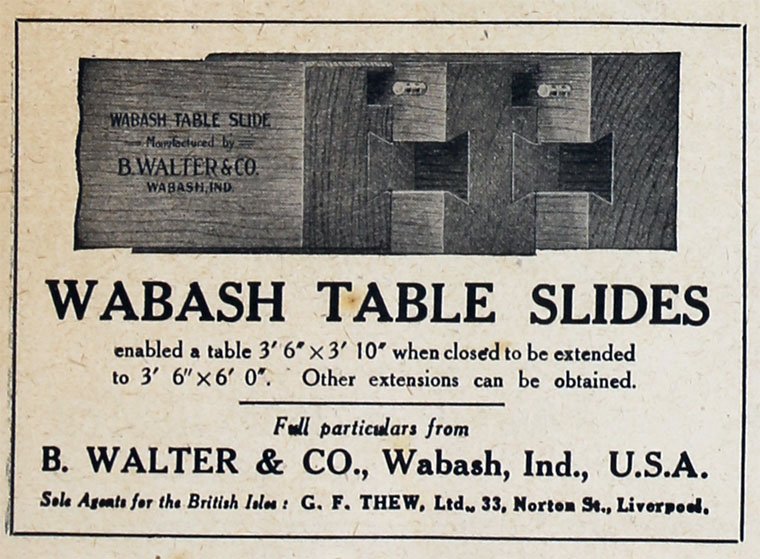 WABASH TABLE SLIDE
Manufactured by
B. WALTER & CO.
WABASH, IND.
WABASH TABLE SLIDES
enabled a table 3′ 6″ × 3′ 10″ when closed to be extended
to 3′ 6″ × 6′ 0″. Other extensions can be obtained.
Full particulars from
B. WALTER & CO., Wabash, Ind., U.S.A.
Sole Agents for the British Isles : G. F. THEW, Ltd., 33, Norton St., Liverpool.